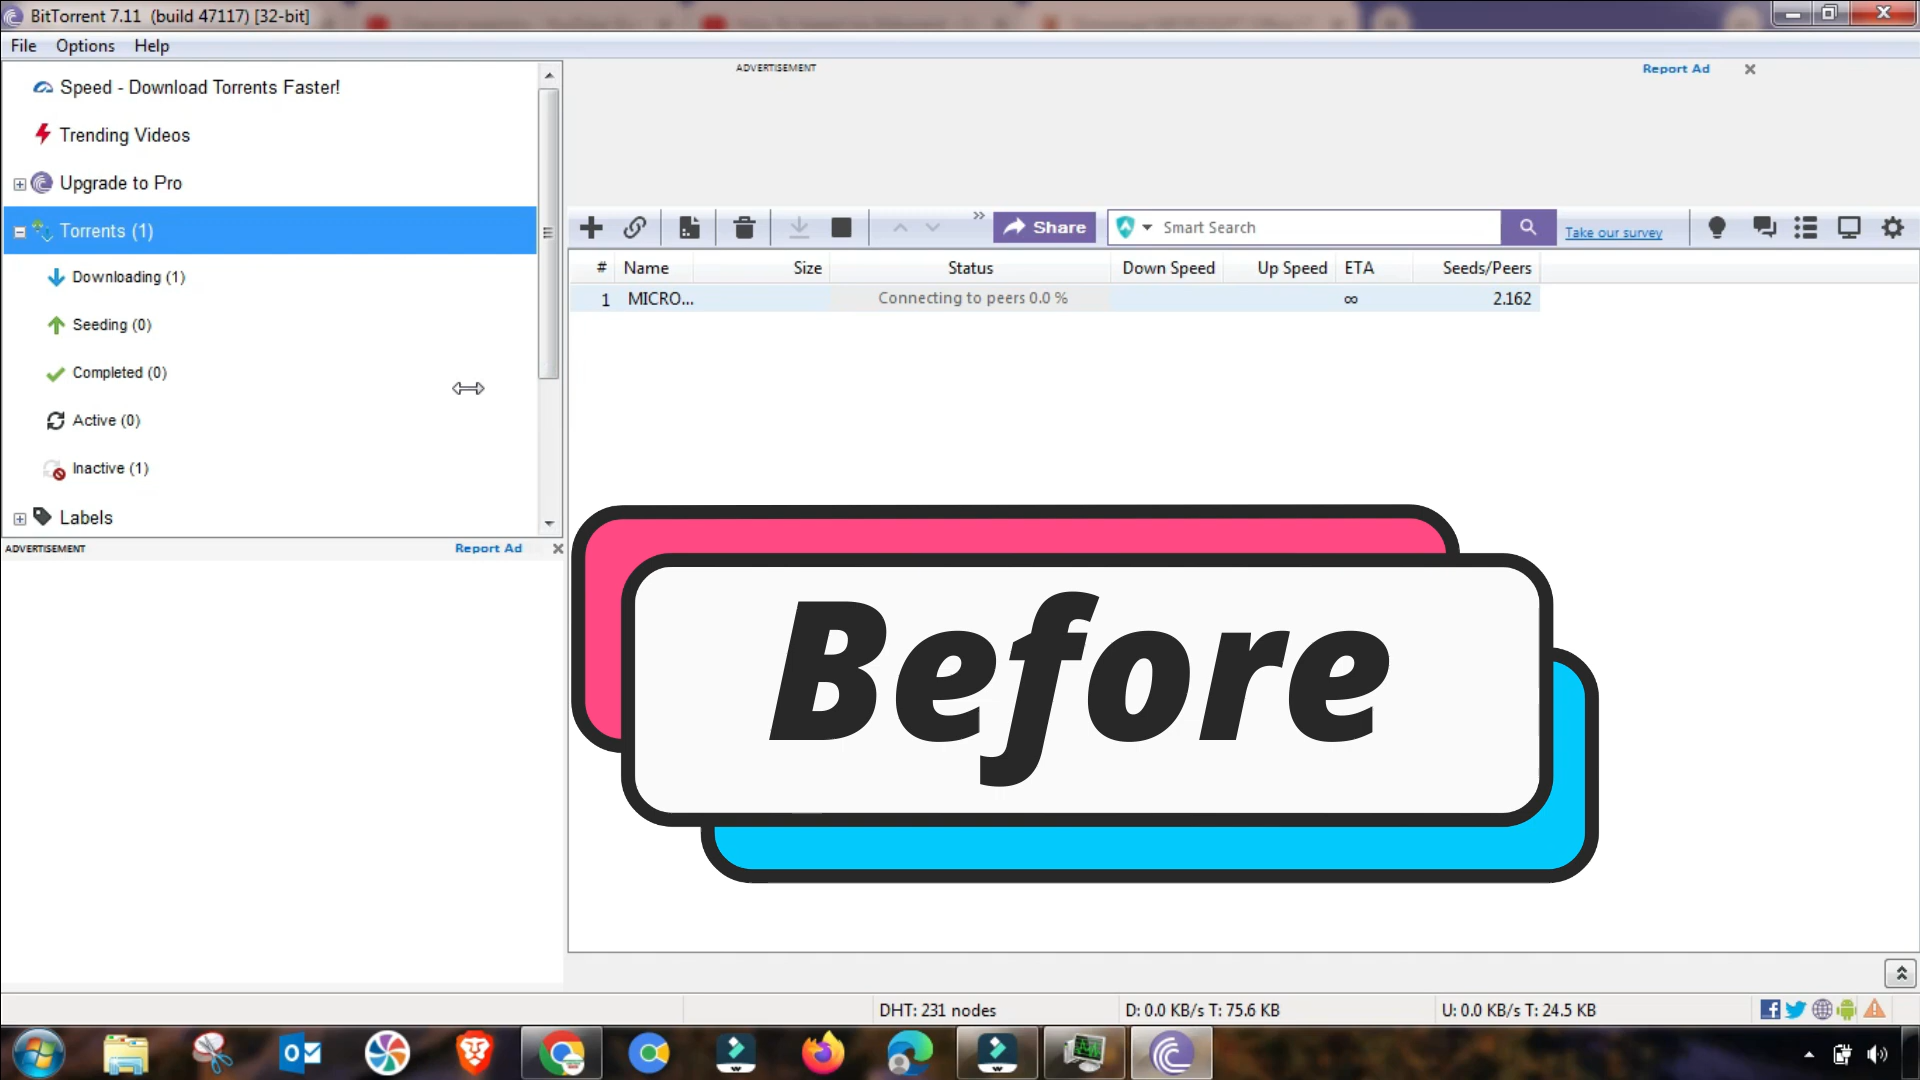 BitTorrent 7.11 (build 47117) [32-bit]
File Options Help
Speed - Download Torrents Faster!
Trending Videos
Upgrade to Pro
Torrents (1)
Downloading (1)
Seeding (0)
Completed (0)
Active (0)
Inactive (1)
Labels
ADVERTISEMENT Report Ad
ADVERTISEMENT Report Ad
Share Smart Search Take our survey
# Name Size Status Down Speed Up Speed ETA Seeds/Peers
1 MICRO... Connecting to peers 0.0 % ∞ 2.162
Before
DHT: 231 nodes D: 0.0 KB/s T: 75.6 KB U: 0.0 KB/s T: 24.5 KB